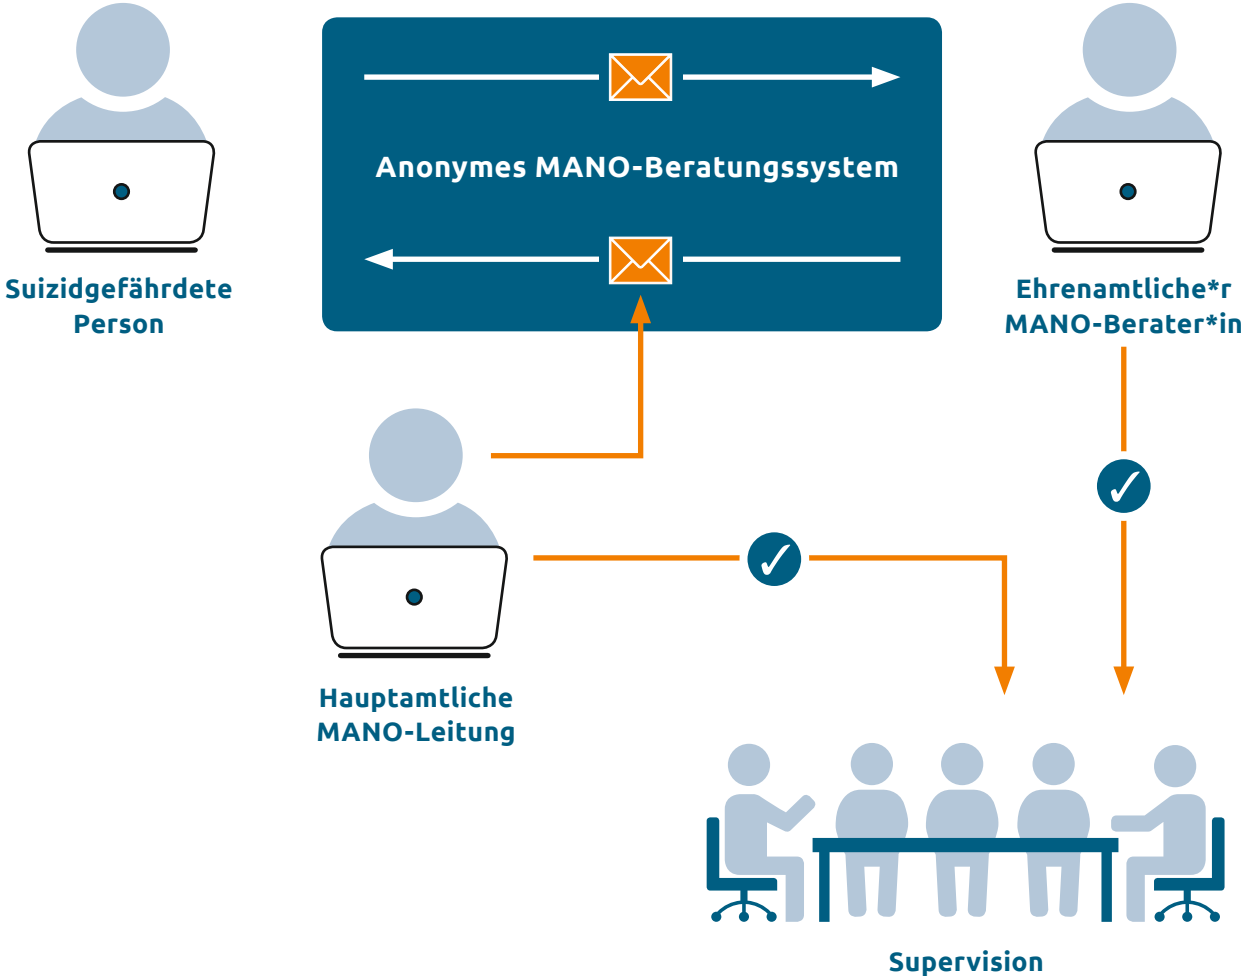 Anonymes MANO-Beratungssystem
Suizidgefährdete
Person
Ehrenamtliche*r
MANO-Berater*in
Hauptamtliche
MANO-Leitung
Supervision